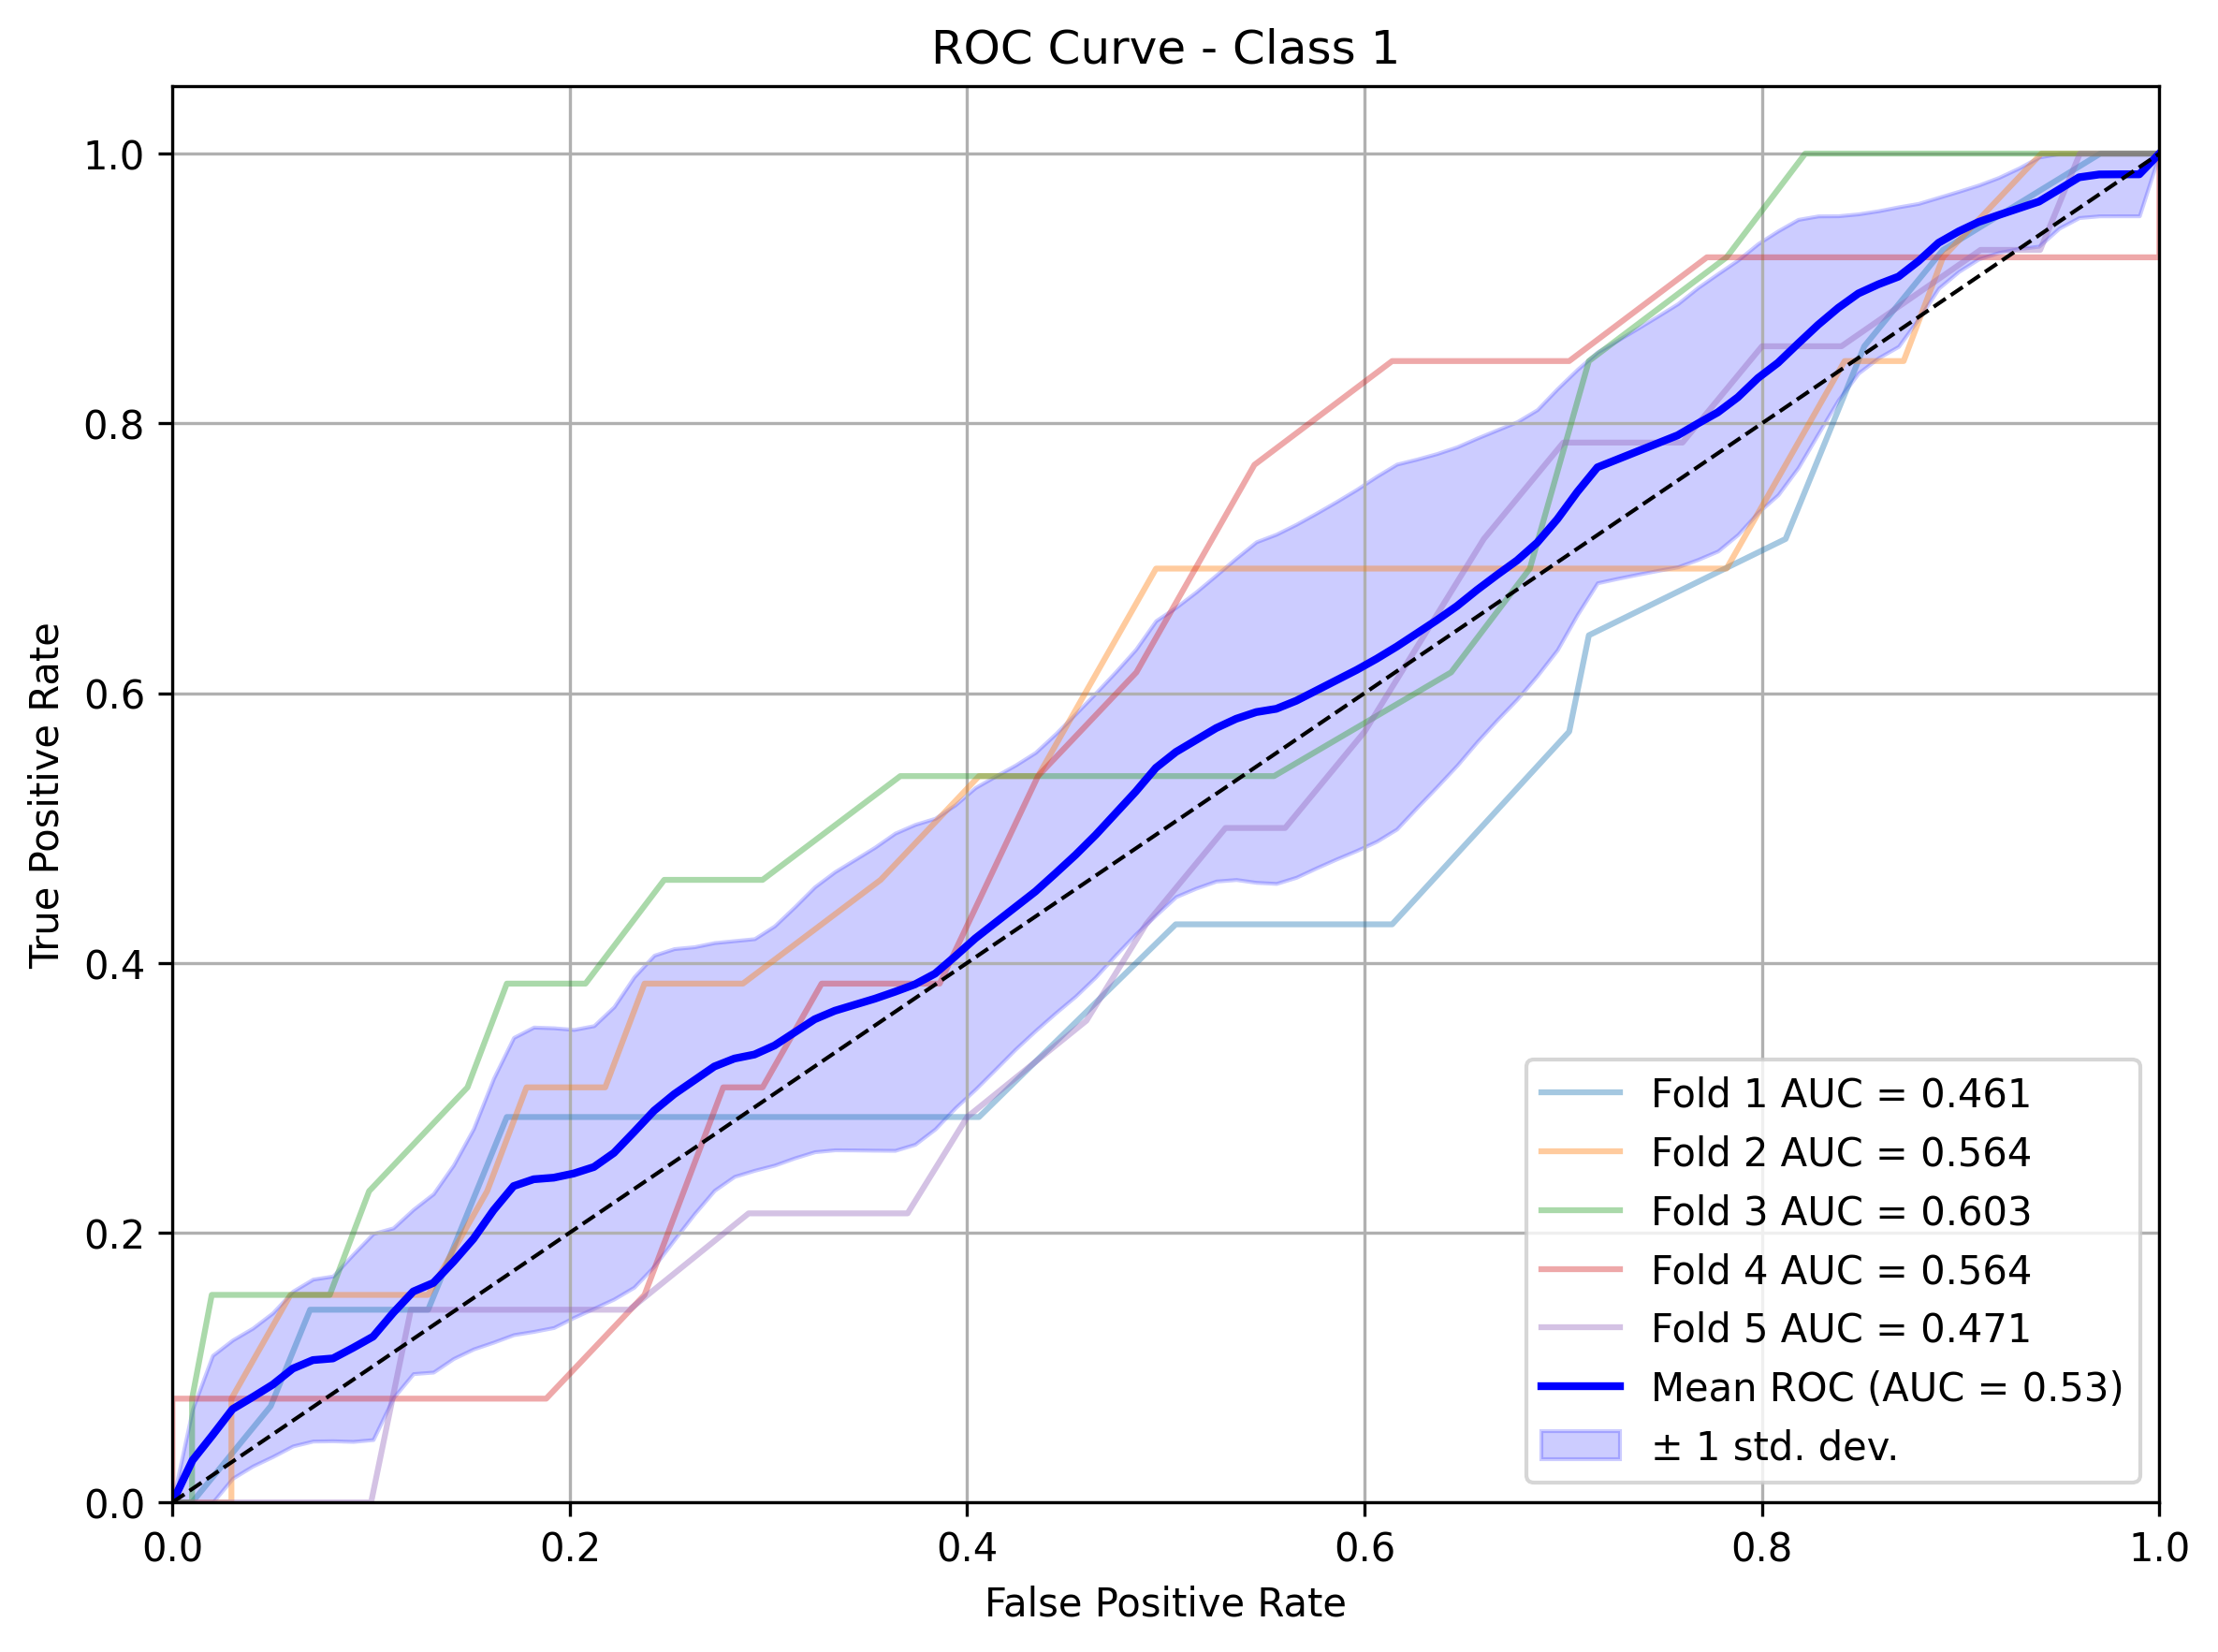 ROC Curve - Class 1
True Positive Rate
1.0
0.8
0.6
0.4
0.2
0.0
0.0 0.2 0.4 0.6 0.8 1.0
False Positive Rate
Fold 1 AUC = 0.461
Fold 2 AUC = 0.564
Fold 3 AUC = 0.603
Fold 4 AUC = 0.564
Fold 5 AUC = 0.471
Mean ROC (AUC = 0.53)
± 1 std. dev.